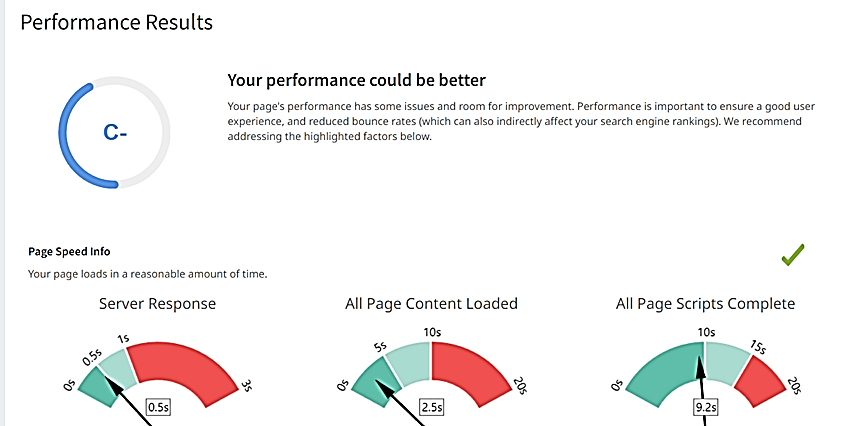 Performance Results
C-
Your performance could be better
Your page's performance has some issues and room for improvement. Performance is important to ensure a good user
experience, and reduced bounce rates (which can also indirectly affect your search engine rankings). We recommend
addressing the highlighted factors below.
Page Speed Info
Your page loads in a reasonable amount of time.
Server Response
0s
0.5s
1s
3s
0.5s
All Page Content Loaded
0s
5s
10s
20s
2.5s
All Page Scripts Complete
0s
10s
15s
20s
9.2s